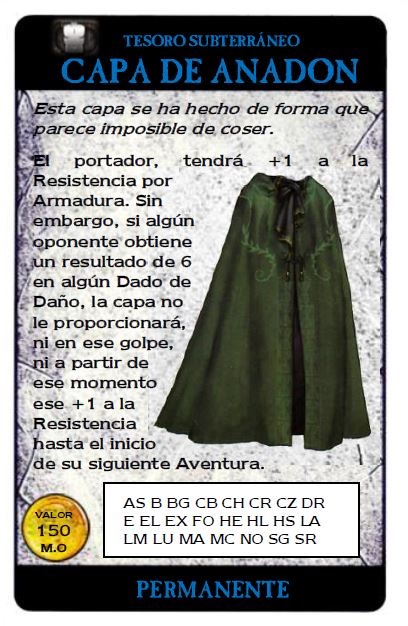 TESORO SUBTERRÁNEO
CAPA DE ANADON
Esta capa se ha hecho de forma que
parece imposible de coser.
El portador, tendrá +1 a la
Resistencia por
Armadura. Sin
embargo, si algún
oponente obtiene
un resultado de 6
en algún Dado de
Daño, la capa no
le proporcionará,
ni en ese golpe,
ni a partir de
ese momento
ese +1 a la
Resistencia
hasta el inicio
de su siguiente Aventura.
VALOR
150
M.O
AS B BG CB CH CR CZ DR
E EL EX FO HE HL HS LA
LM LU MA MC NO SG SR
PERMANENTE